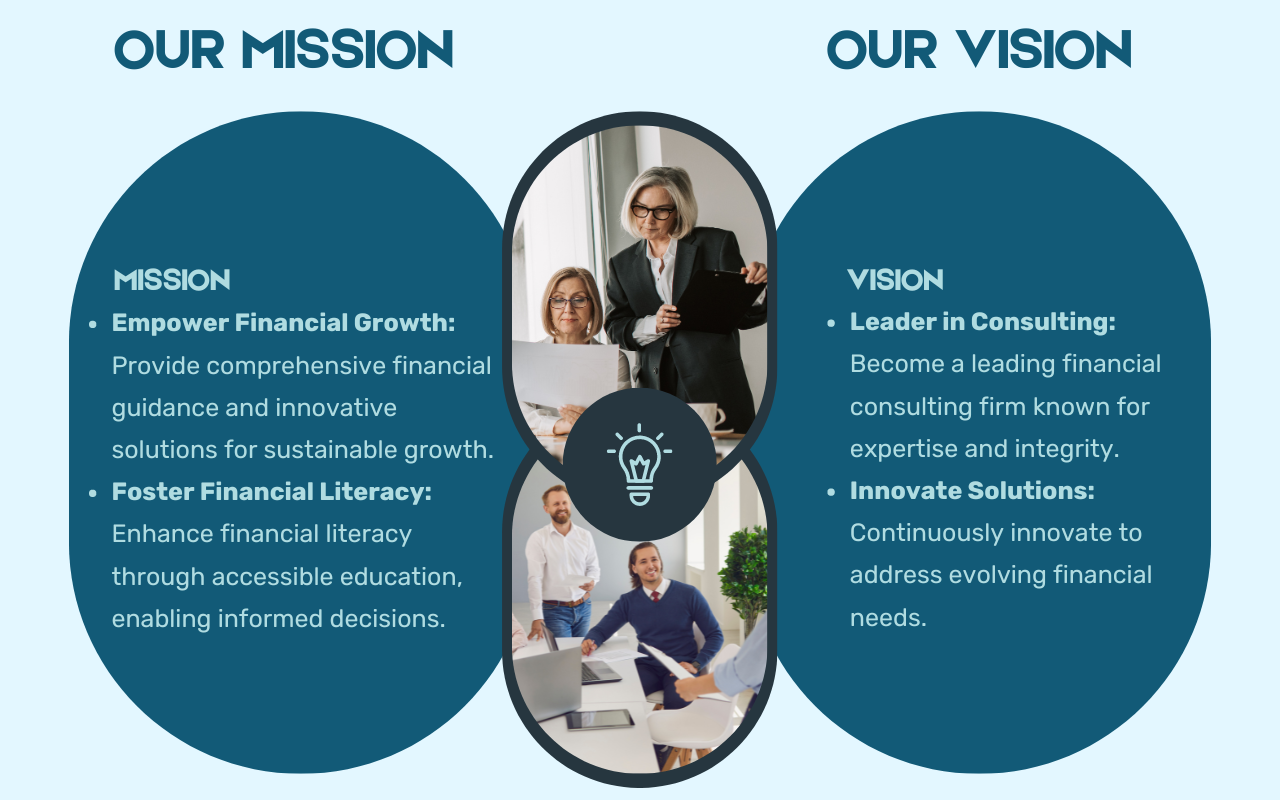 OUR MISSION
OUR VISION
MISSION
• Empower Financial Growth:
Provide comprehensive financial
guidance and innovative
solutions for sustainable growth.
• Foster Financial Literacy:
Enhance financial literacy
through accessible education,
enabling informed decisions.
VISION
• Leader in Consulting:
Become a leading financial
consulting firm known for
expertise and integrity.
• Innovate Solutions:
Continuously innovate to
address evolving financial
needs.